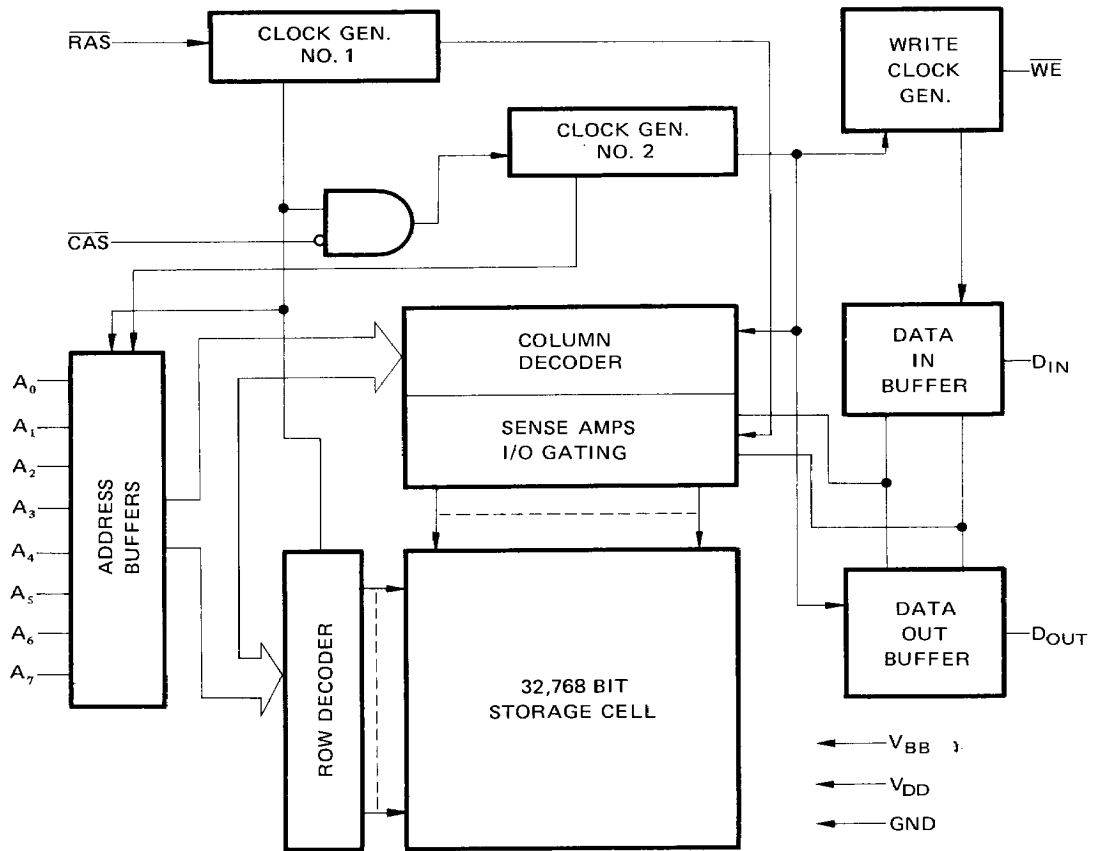 RAS
CLOCK GEN.
NO. 1
WRITE
CLOCK
GEN.
WE
CLOCK GEN.
NO. 2
CAS
COLUMN
DECODER
SENSE AMPS
I/O GATING
DATA
IN
BUFFER
DIN
A0
A1
A2
A3
A4
A5
A6
A7
ADDRESS
BUFFERS
ROW DECODER
32,768 BIT
STORAGE CELL
DATA
OUT
BUFFER
DOUT
VBB
VDD
GND